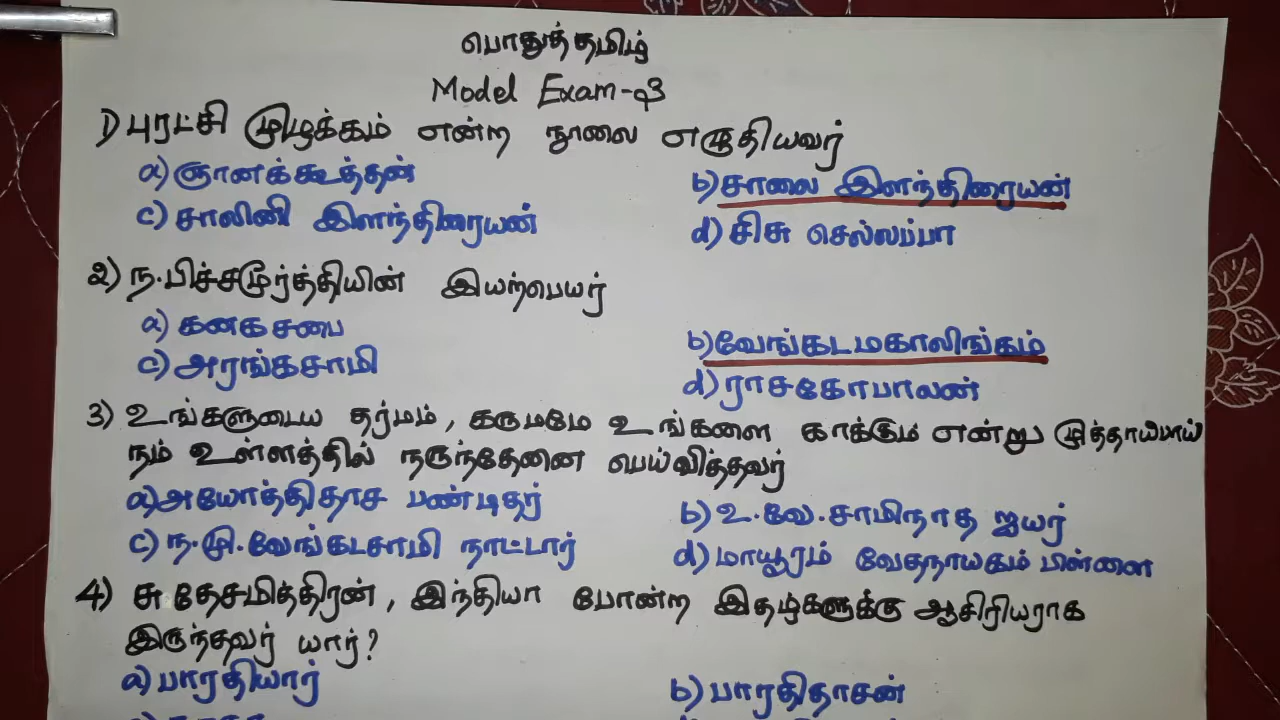 பொதுத்தமிழ்
Model Exam-03
1) புரட்சி முழக்கம் என்ற நூலை எழுதியவர்
a) ஞானக்கூத்தன் b) சாலை இளந்திரையன்
c) சாலினி இளந்திரையன் d) சிசு செல்லப்பா
2) ந.பிச்சமூர்த்தியின் இயற்பெயர்
a) கனகசபை b) வேங்கடமகாலிங்கம்
c) அரங்கசாமி d) ராசகோபாலண்
3) உங்களுடைய தர்மம், கருமமே உங்களை காக்கும் என்று முத்தாய்பாய்
நம் உள்ளத்தில் நருந்தேனை பெய்வித்தவர்
a) அயோத்திதாச பண்டிதர் b) உ.வே.சாமிநாத ஐயர்
c) ந.மு.வேங்கடசாமி நாட்டார் d) மாயூரம் வேதநாயகம் பிள்ளை
4) சுதேசமித்திரன், இந்தியா போன்ற இதழ்களுக்கு ஆசிரியராக
இருந்தவர் யார்?
a) பாரதியார் b) பாரதிதாசன்